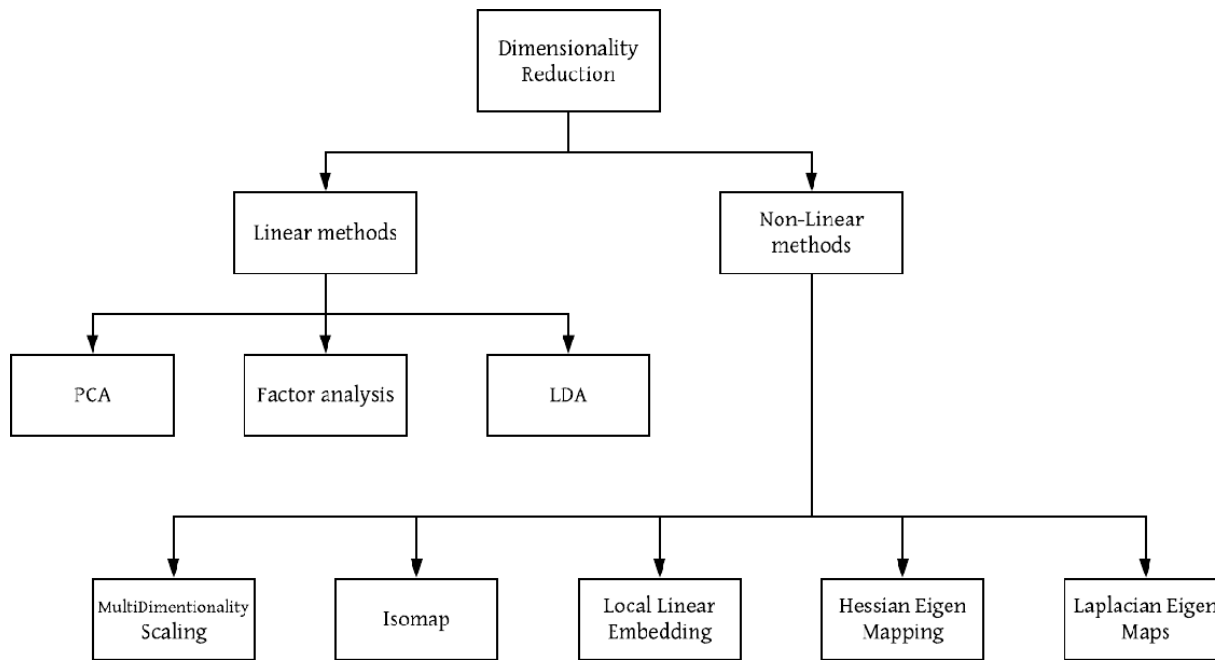 Dimensionality
Reduction
Linear methods
Non-Linear
methods
PCA
Factor analysis
LDA
MultiDimentionality
Scaling
Isomap
Local Linear
Embedding
Hessian Eigen
Mapping
Laplacian Eigen
Maps